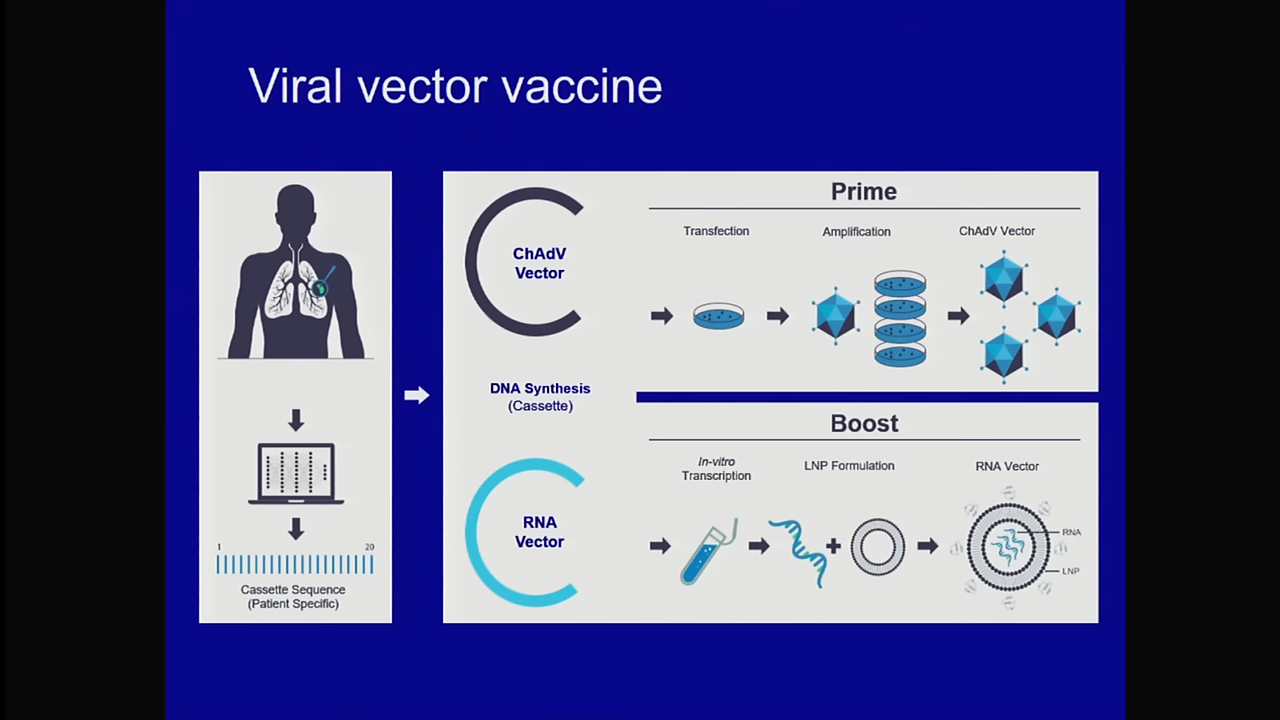 Viral vector vaccine
1 20
Cassette Sequence
(Patient Specific)
ChAdV
Vector
DNA Synthesis
(Cassette)
RNA
Vector
Prime
Transfection
Amplification
ChAdV Vector
Boost
In-vitro
Transcription
LNP Formulation
RNA Vector
RNA
LNP